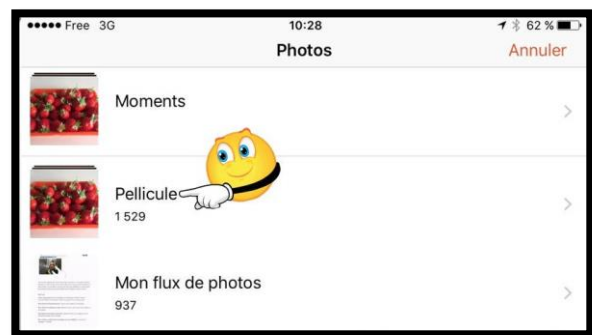 Free 3G 10:28 62 %
Photos Annuler
Moments
Pellicule
1 529
Mon flux de photos
937